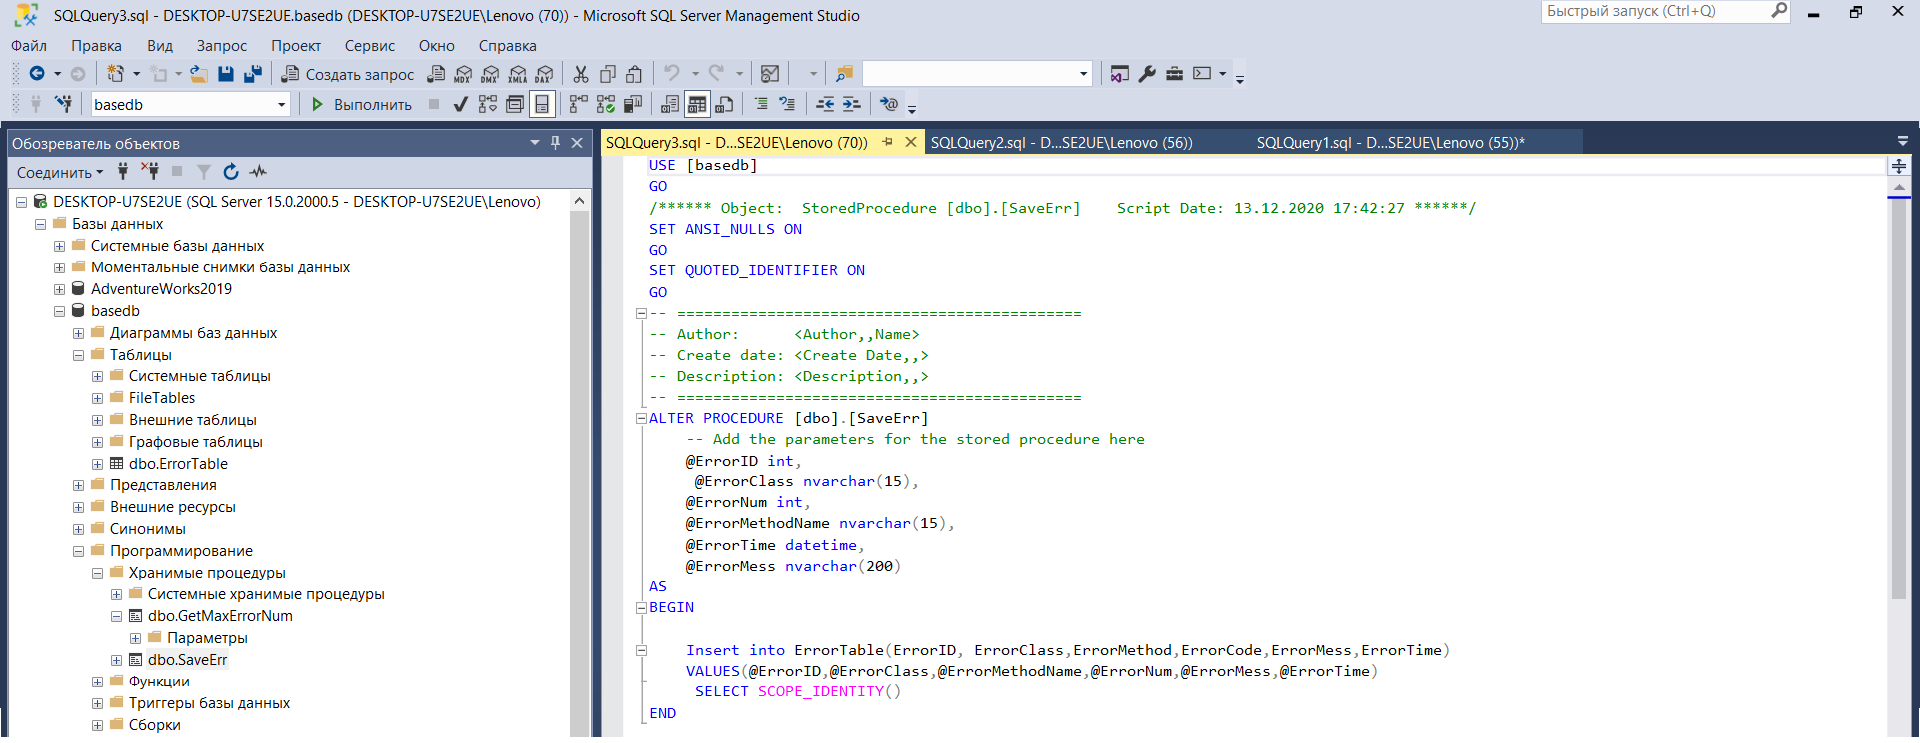 SQLQuery3.sql - DESKTOP-U7SE2UE.basedb (DESKTOP-U7SE2UE\Lenovo (70)) - Microsoft SQL Server Management Studio
Быстрый запуск (Ctrl+Q)
Файл Правка Вид Запрос Проект Сервис Окно Справка
Создать запрос MDX DMX XMLA DAX
basedb Выполнить
Обозреватель объектов
SQLQuery3.sql - D...SE2UE\Lenovo (70)) SQLQuery2.sql - D...SE2UE\Lenovo (56)) SQLQuery1.sql - D...SE2UE\Lenovo (55))*
Соединить
DESKTOP-U7SE2UE (SQL Server 15.0.2000.5 - DESKTOP-U7SE2UE\Lenovo)
Базы данных
Системные базы данных
Моментальные снимки базы данных
AdventureWorks2019
basedb
Диаграммы баз данных
Таблицы
Системные таблицы
FileTables
Внешние таблицы
Графовые таблицы
dbo.ErrorTable
Представления
Внешние ресурсы
Синонимы
Программирование
Хранимые процедуры
Системные хранимые процедуры
dbo.GetMaxErrorNum
Параметры
dbo.SaveErr
Функции
Триггеры базы данных
Сборки
USE [basedb]
GO
/****** Object:  StoredProcedure [dbo].[SaveErr]    Script Date: 13.12.2020 17:42:27 ******/
SET ANSI_NULLS ON
GO
SET QUOTED_IDENTIFIER ON
GO
-- =============================================
-- Author:      <Author,,Name>
-- Create date: <Create Date,,>
-- Description: <Description,,>
-- =============================================
ALTER PROCEDURE [dbo].[SaveErr]
-- Add the parameters for the stored procedure here
@ErrorID int,
@ErrorClass nvarchar(15),
@ErrorNum int,
@ErrorMethodName nvarchar(15),
@ErrorTime datetime,
@ErrorMess nvarchar(200)
AS
BEGIN
Insert into ErrorTable(ErrorID, ErrorClass,ErrorMethod,ErrorCode,ErrorMess,ErrorTime)
VALUES(@ErrorID,@ErrorClass,@ErrorMethodName,@ErrorNum,@ErrorMess,@ErrorTime)
SELECT SCOPE_IDENTITY()
END